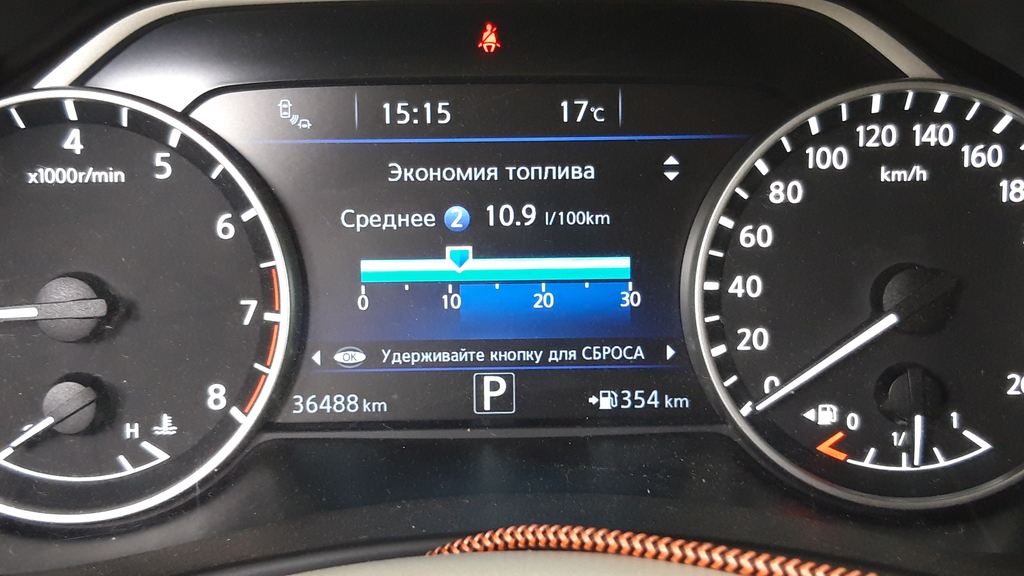 15:15 17°C
Экономия топлива
Среднее 2 10.9 l/100km
0 10 20 30
OK Удерживайте кнопку для СБРОСА
36488 km P 354 km
4 5 6 7 8
x1000r/min
H
0 20 40 60 80 100 120 140 160
km/h
0 1/ 1